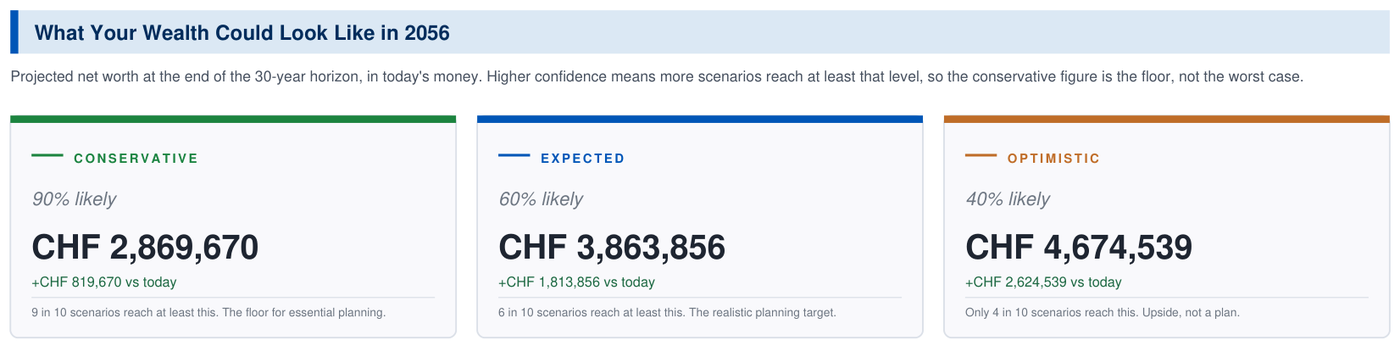 What Your Wealth Could Look Like in 2056
Projected net worth at the end of the 30-year horizon, in today's money. Higher confidence means more scenarios reach at least that level, so the conservative figure is the floor, not the worst case.
CONSERVATIVE
90% likely
CHF 2,869,670
+CHF 819,670 vs today
9 in 10 scenarios reach at least this. The floor for essential planning.
EXPECTED
60% likely
CHF 3,863,856
+CHF 1,813,856 vs today
6 in 10 scenarios reach at least this. The realistic planning target.
OPTIMISTIC
40% likely
CHF 4,674,539
+CHF 2,624,539 vs today
Only 4 in 10 scenarios reach this. Upside, not a plan.